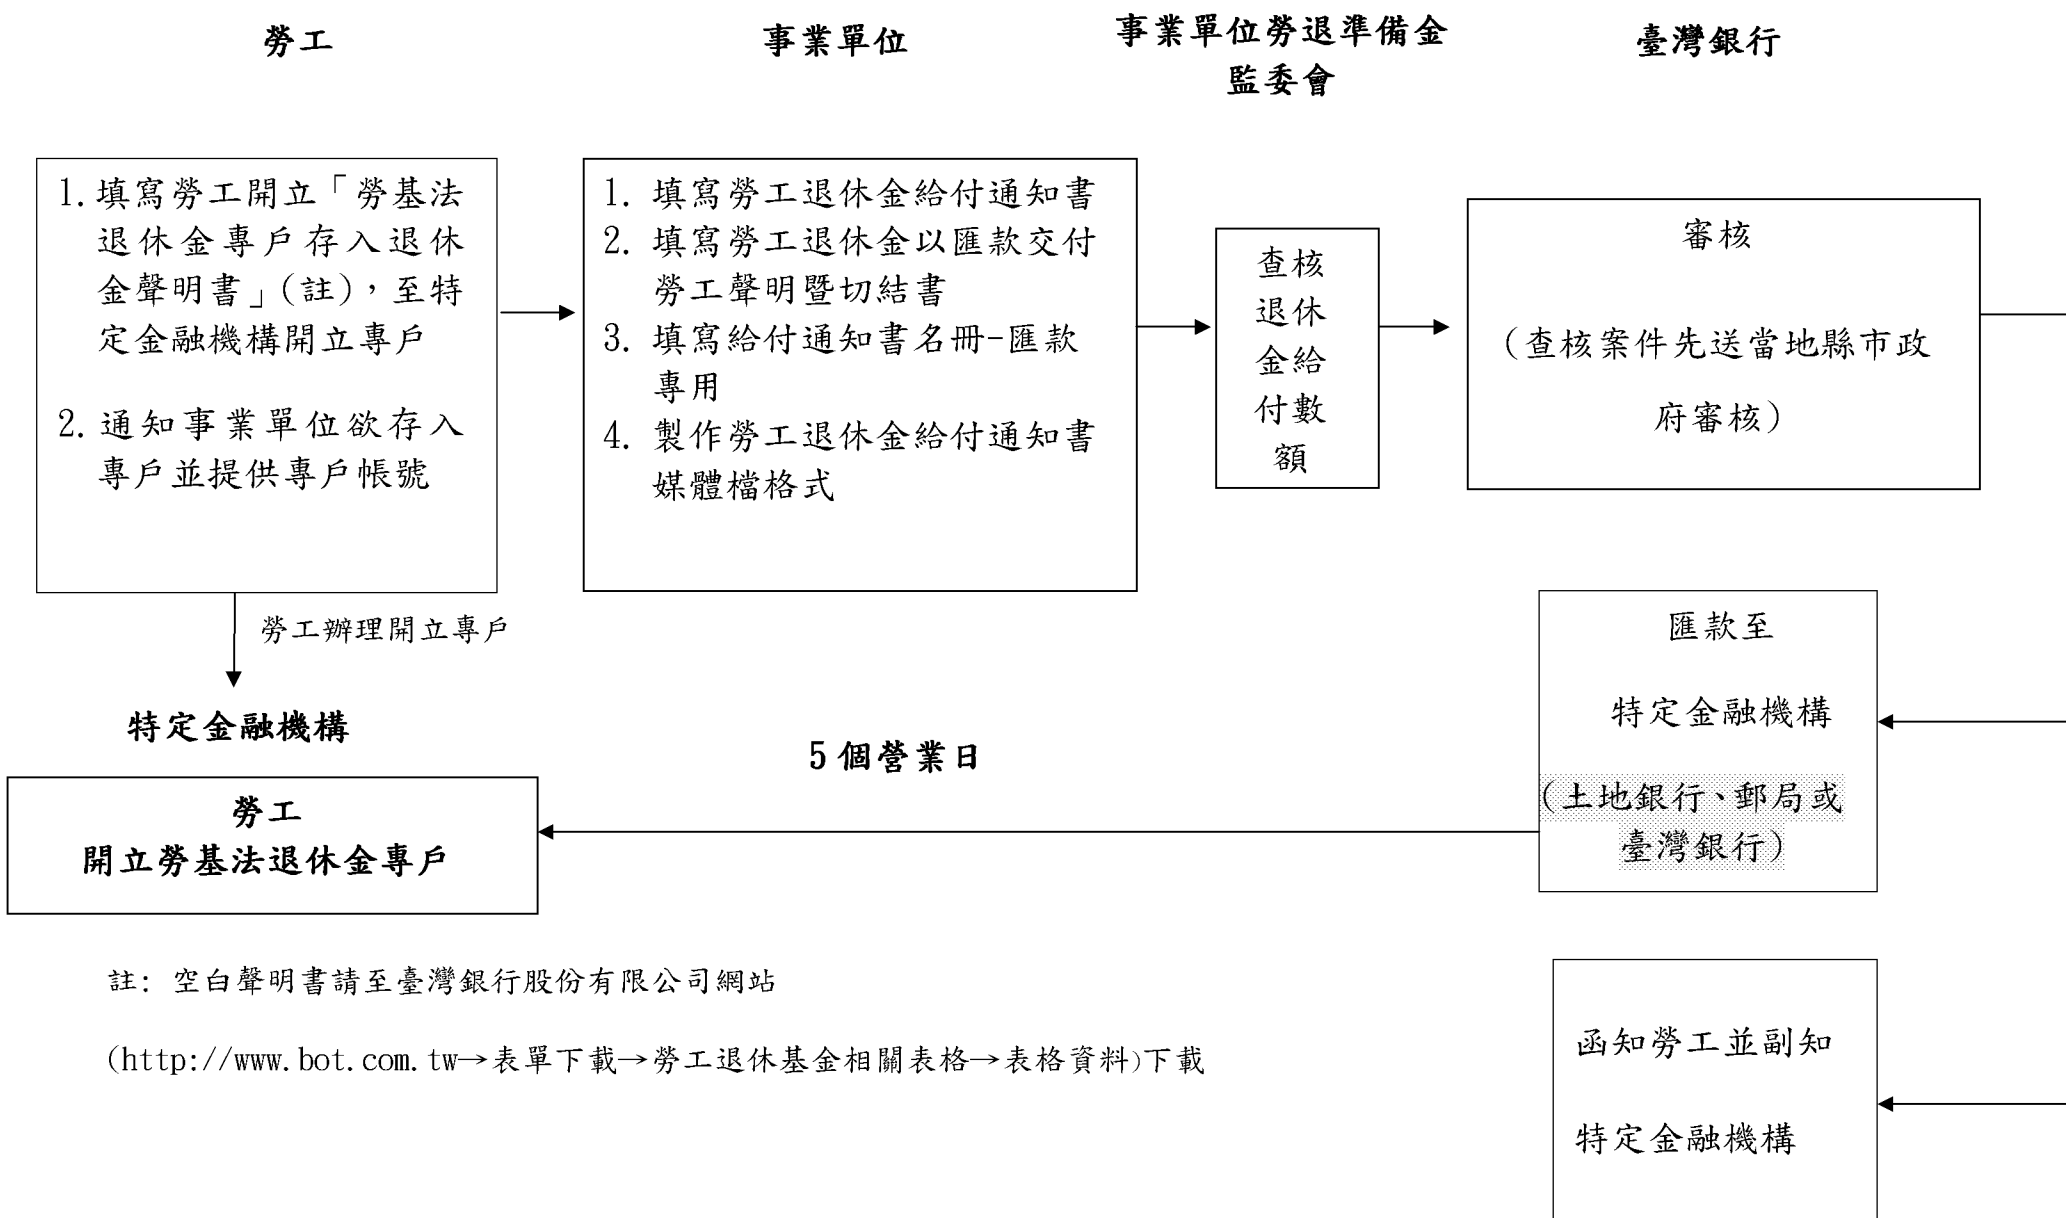 勞工
事業單位
事業單位勞退準備金
監委會
臺灣銀行
1. 填寫勞工開立「勞基法
退休金專戶存入退休
金聲明書」(註)，至特
定金融機構開立專戶
2. 通知事業單位欲存入
專戶並提供專戶帳號
1. 填寫勞工退休金給付通知書
2. 填寫勞工退休金以匯款交付
勞工聲明暨切結書
3. 填寫給付通知書名冊-匯款
專用
4. 製作勞工退休金給付通知書
媒體檔格式
查核
退休
金給
付數
額
審核
(查核案件先送當地縣市政
府審核)
勞工辦理開立專戶
特定金融機構
勞工
開立勞基法退休金專戶
5 個營業日
匯款至
特定金融機構
(土地銀行、郵局或
臺灣銀行)
函知勞工並副知
特定金融機構
註: 空白聲明書請至臺灣銀行股份有限公司網站
(http://www.bot.com.tw→表單下載→勞工退休基金相關表格→表格資料)下載